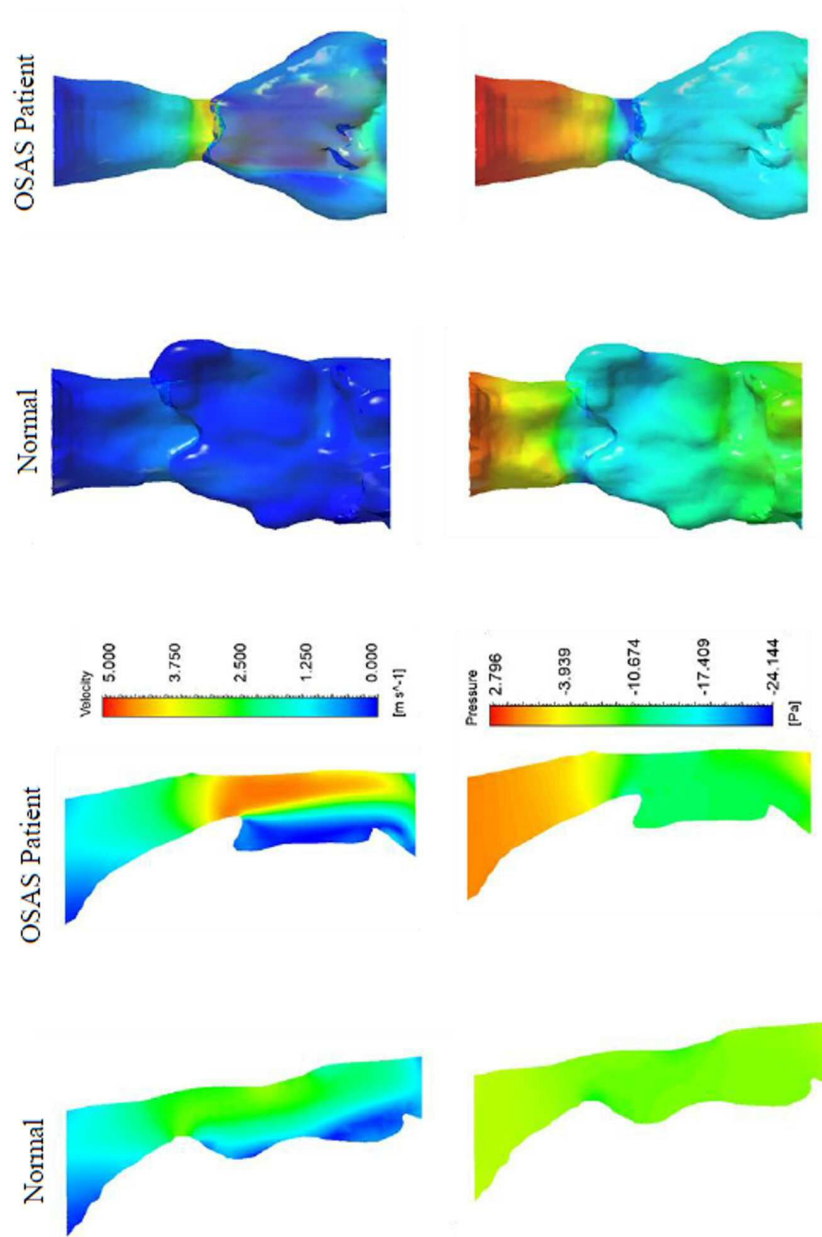 Normal
OSAS Patient
Normal
OSAS Patient
Velocity
5.000
3.750
2.500
1.250
0.000
[m s^-1]
Pressure
2.796
-3.939
-10.674
-17.409
-24.144
[Pa]